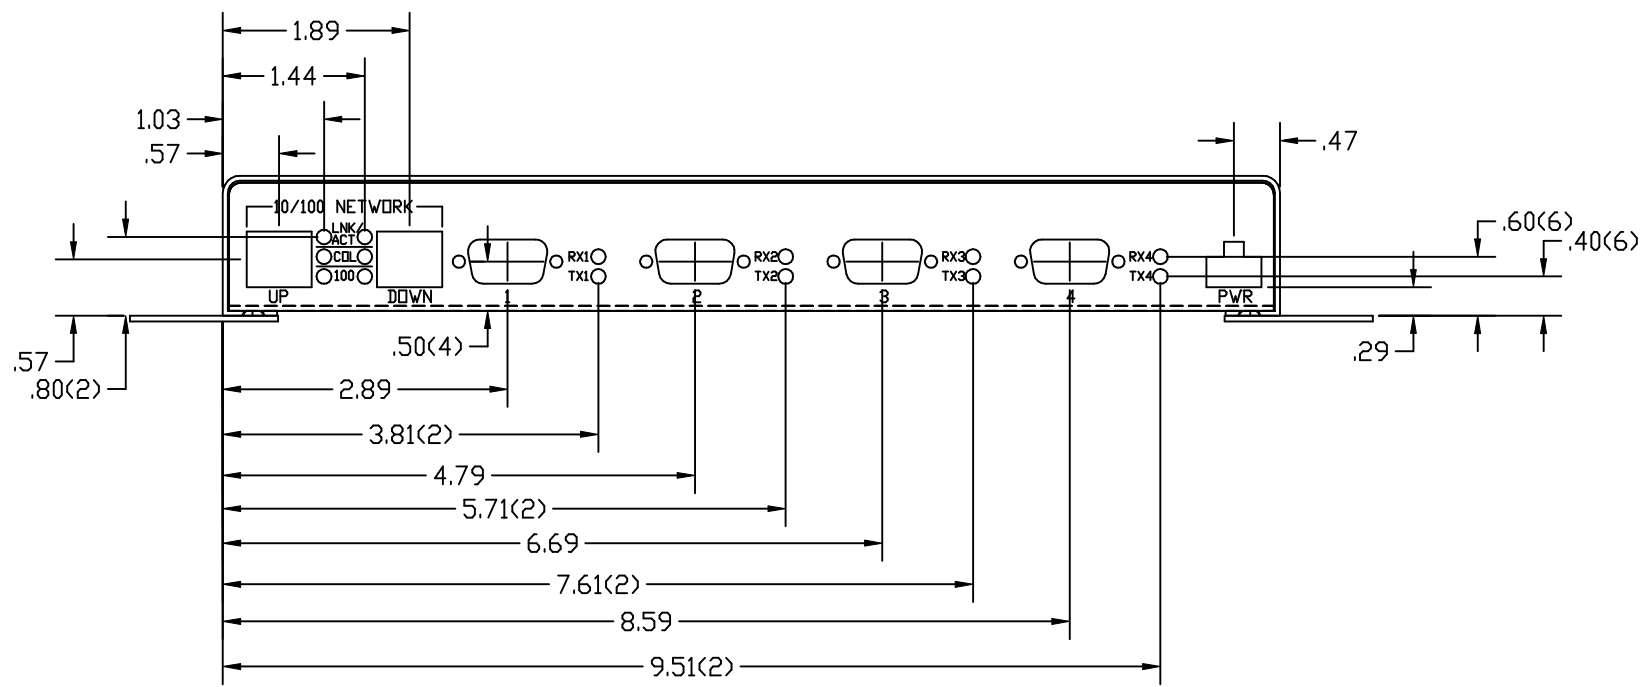 1.89
1.44
1.03
.57
.47
10/100 NETWORK
LNK/
ACT
COL
100
UP
DOWN
RX1
TX1
1
RX2
TX2
2
RX3
TX3
3
RX4
TX4
4
PWR
.60(6)
.40(6)
.29
.57
.80(2)
.50(4)
2.89
3.81(2)
4.79
5.71(2)
6.69
7.61(2)
8.59
9.51(2)